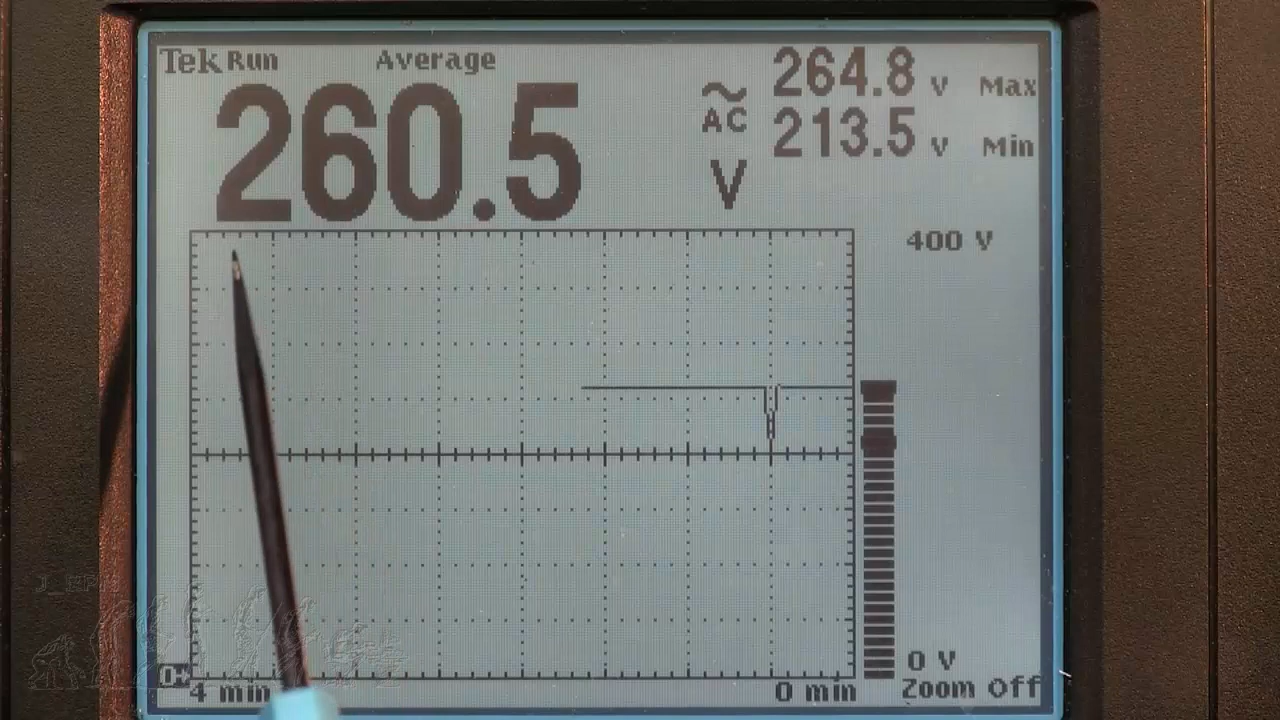 Tek Run Average
260.5
AC
V
264.8 V Max
213.5 V Min
400 V
0 V
4 min
0 min
Zoom Off